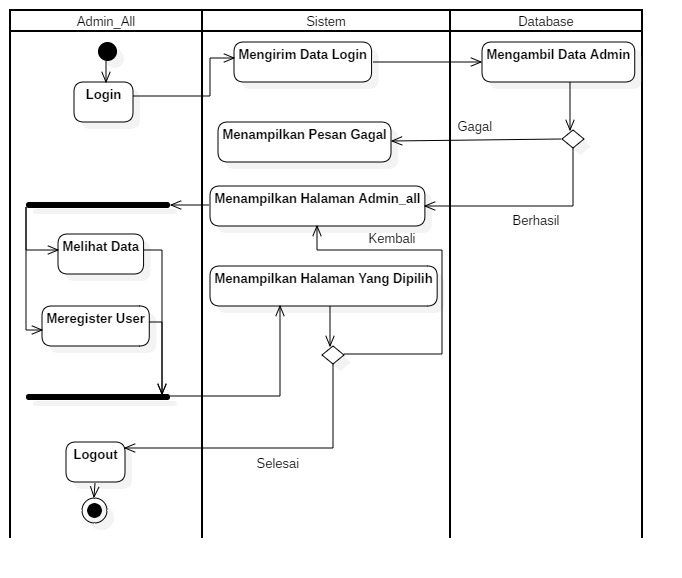 Admin_All
Sistem
Database
Login
Mengirim Data Login
Mengambil Data Admin
Menampilkan Pesan Gagal
Gagal
Menampilkan Halaman Admin_all
Berhasil
Kembali
Melihat Data
Menampilkan Halaman Yang Dipilih
Meregister User
Logout
Selesai